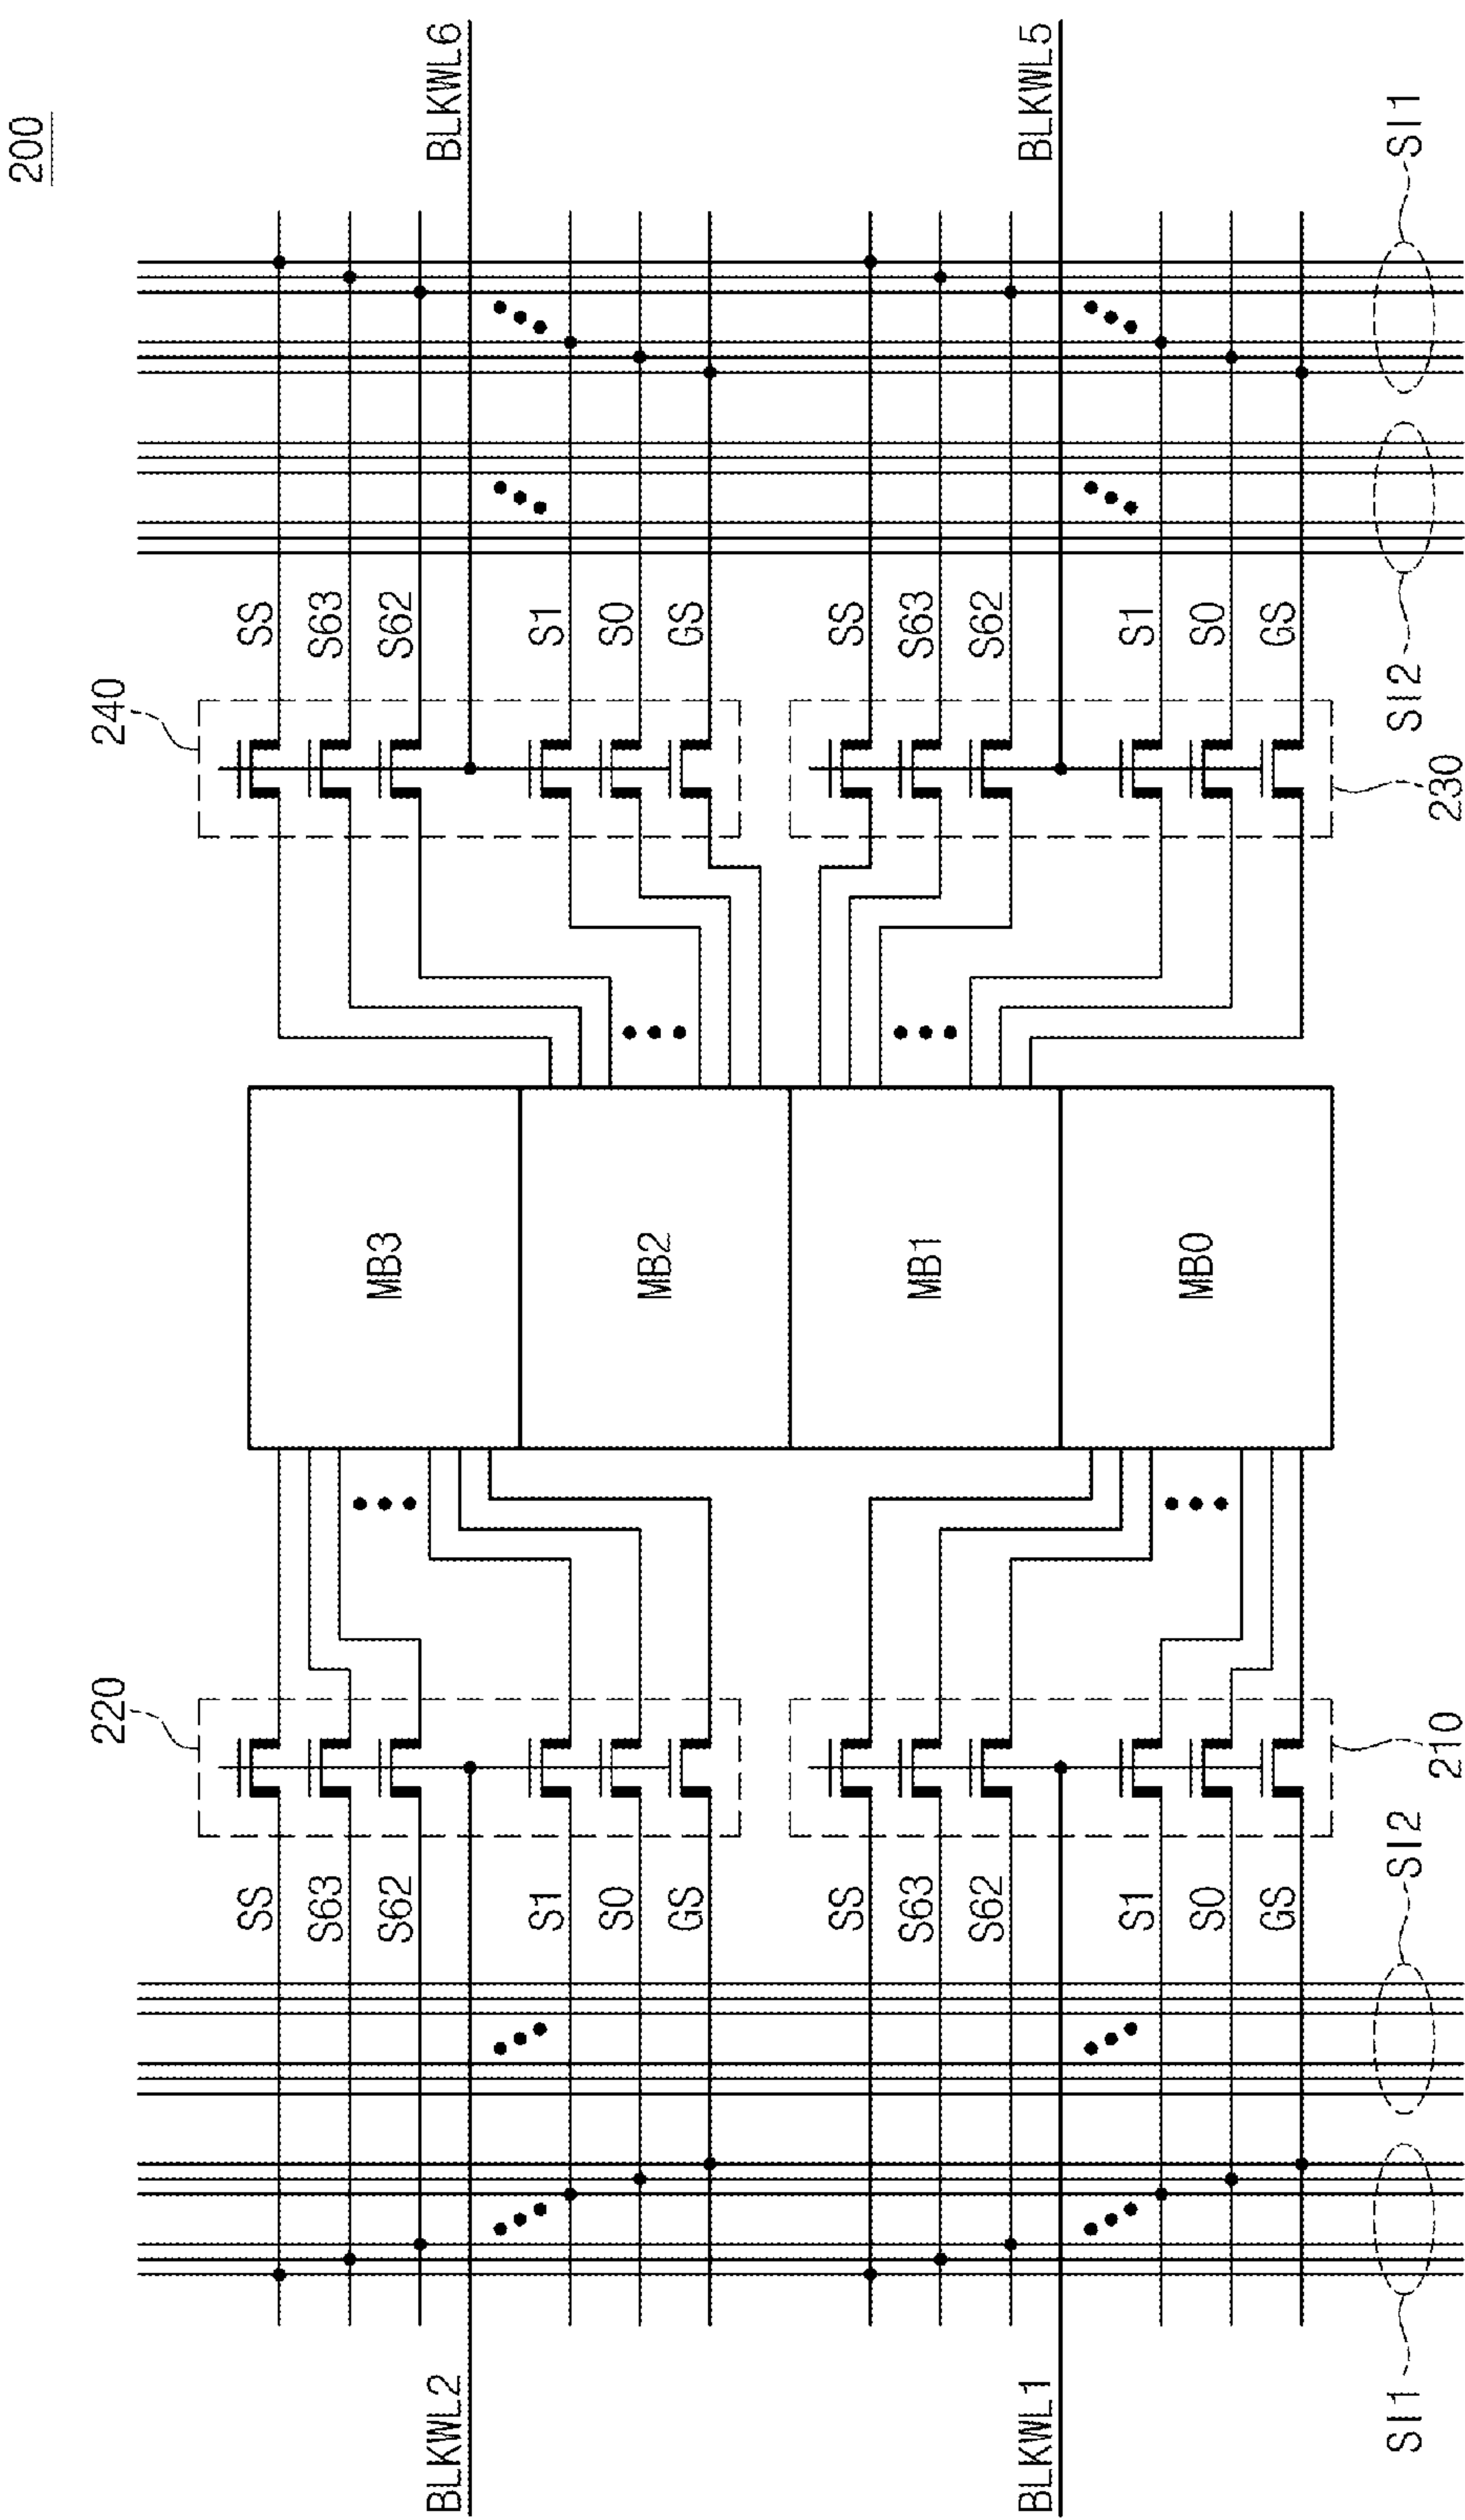 200
220
240
SS
SS
S63
S63
MB3
S62
S62
BLKWL2
BLKWL6
S1
S1
S0
S0
MB2
GS
GS
SS
SS
S63
S63
MB1
S62
S62
BLKWL1
BLKWL5
S1
S1
MB0
S0
S0
GS
GS
SI1
SI2
SI2
SI1
210
230